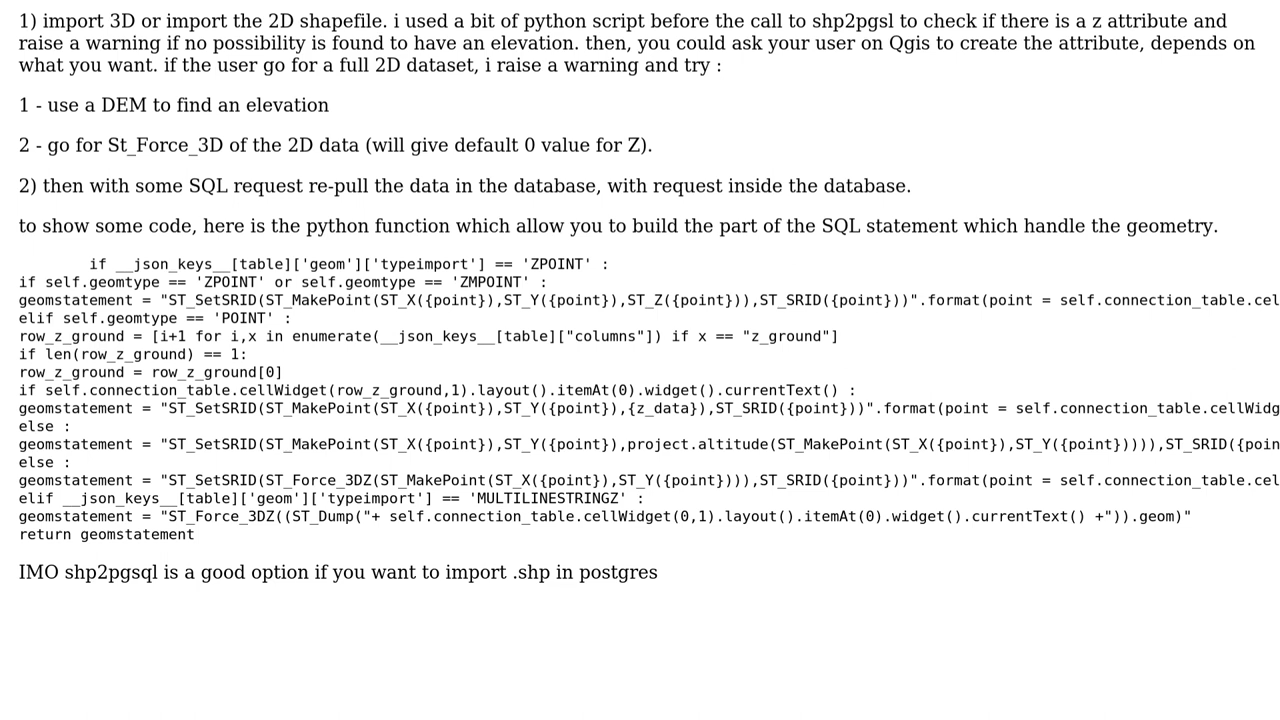 1) import 3D or import the 2D shapefile. i used a bit of python script before the call to shp2pgsl to check if there is a z attribute and
raise a warning if no possibility is found to have an elevation. then, you could ask your user on Qgis to create the attribute, depends on
what you want. if the user go for a full 2D dataset, i raise a warning and try :
1 - use a DEM to find an elevation
2 - go for St_Force_3D of the 2D data (will give default 0 value for Z).
2) then with some SQL request re-pull the data in the database, with request inside the database.
to show some code, here is the python function which allow you to build the part of the SQL statement which handle the geometry.
if __json_keys__[table]['geom']['typeimport'] == 'ZPOINT' :
if self.geomtype == 'ZPOINT' or self.geomtype == 'ZMPOINT' :
geomstatement = "ST_SetSRID(ST_MakePoint(ST_X({point}),ST_Y({point}),ST_Z({point})),ST_SRID({point}))".format(point = self.connection_table.cel
elif self.geomtype == 'POINT' :
row_z_ground = [i+1 for i,x in enumerate(__json_keys__[table]["columns"]) if x == "z_ground"]
if len(row_z_ground) == 1:
row_z_ground = row_z_ground[0]
if self.connection_table.cellWidget(row_z_ground,1).layout().itemAt(0).widget().currentText() :
geomstatement = "ST_SetSRID(ST_MakePoint(ST_X({point}),ST_Y({point}),{z_data}),ST_SRID({point}))".format(point = self.connection_table.cellWidg
else :
geomstatement = "ST_SetSRID(ST_MakePoint(ST_X({point}),ST_Y({point}),project.altitude(ST_MakePoint(ST_X({point}),ST_Y({point})))),ST_SRID({poin
else :
geomstatement = "ST_SetSRID(ST_Force_3DZ(ST_MakePoint(ST_X({point}),ST_Y({point}))),ST_SRID({point}))".format(point = self.connection_table.cel
elif __json_keys__[table]['geom']['typeimport'] == 'MULTILINESTRINGZ' :
geomstatement = "ST_Force_3DZ((ST_Dump("+ self.connection_table.cellWidget(0,1).layout().itemAt(0).widget().currentText() +")).geom)"
return geomstatement
IMO shp2pgsql is a good option if you want to import .shp in postgres